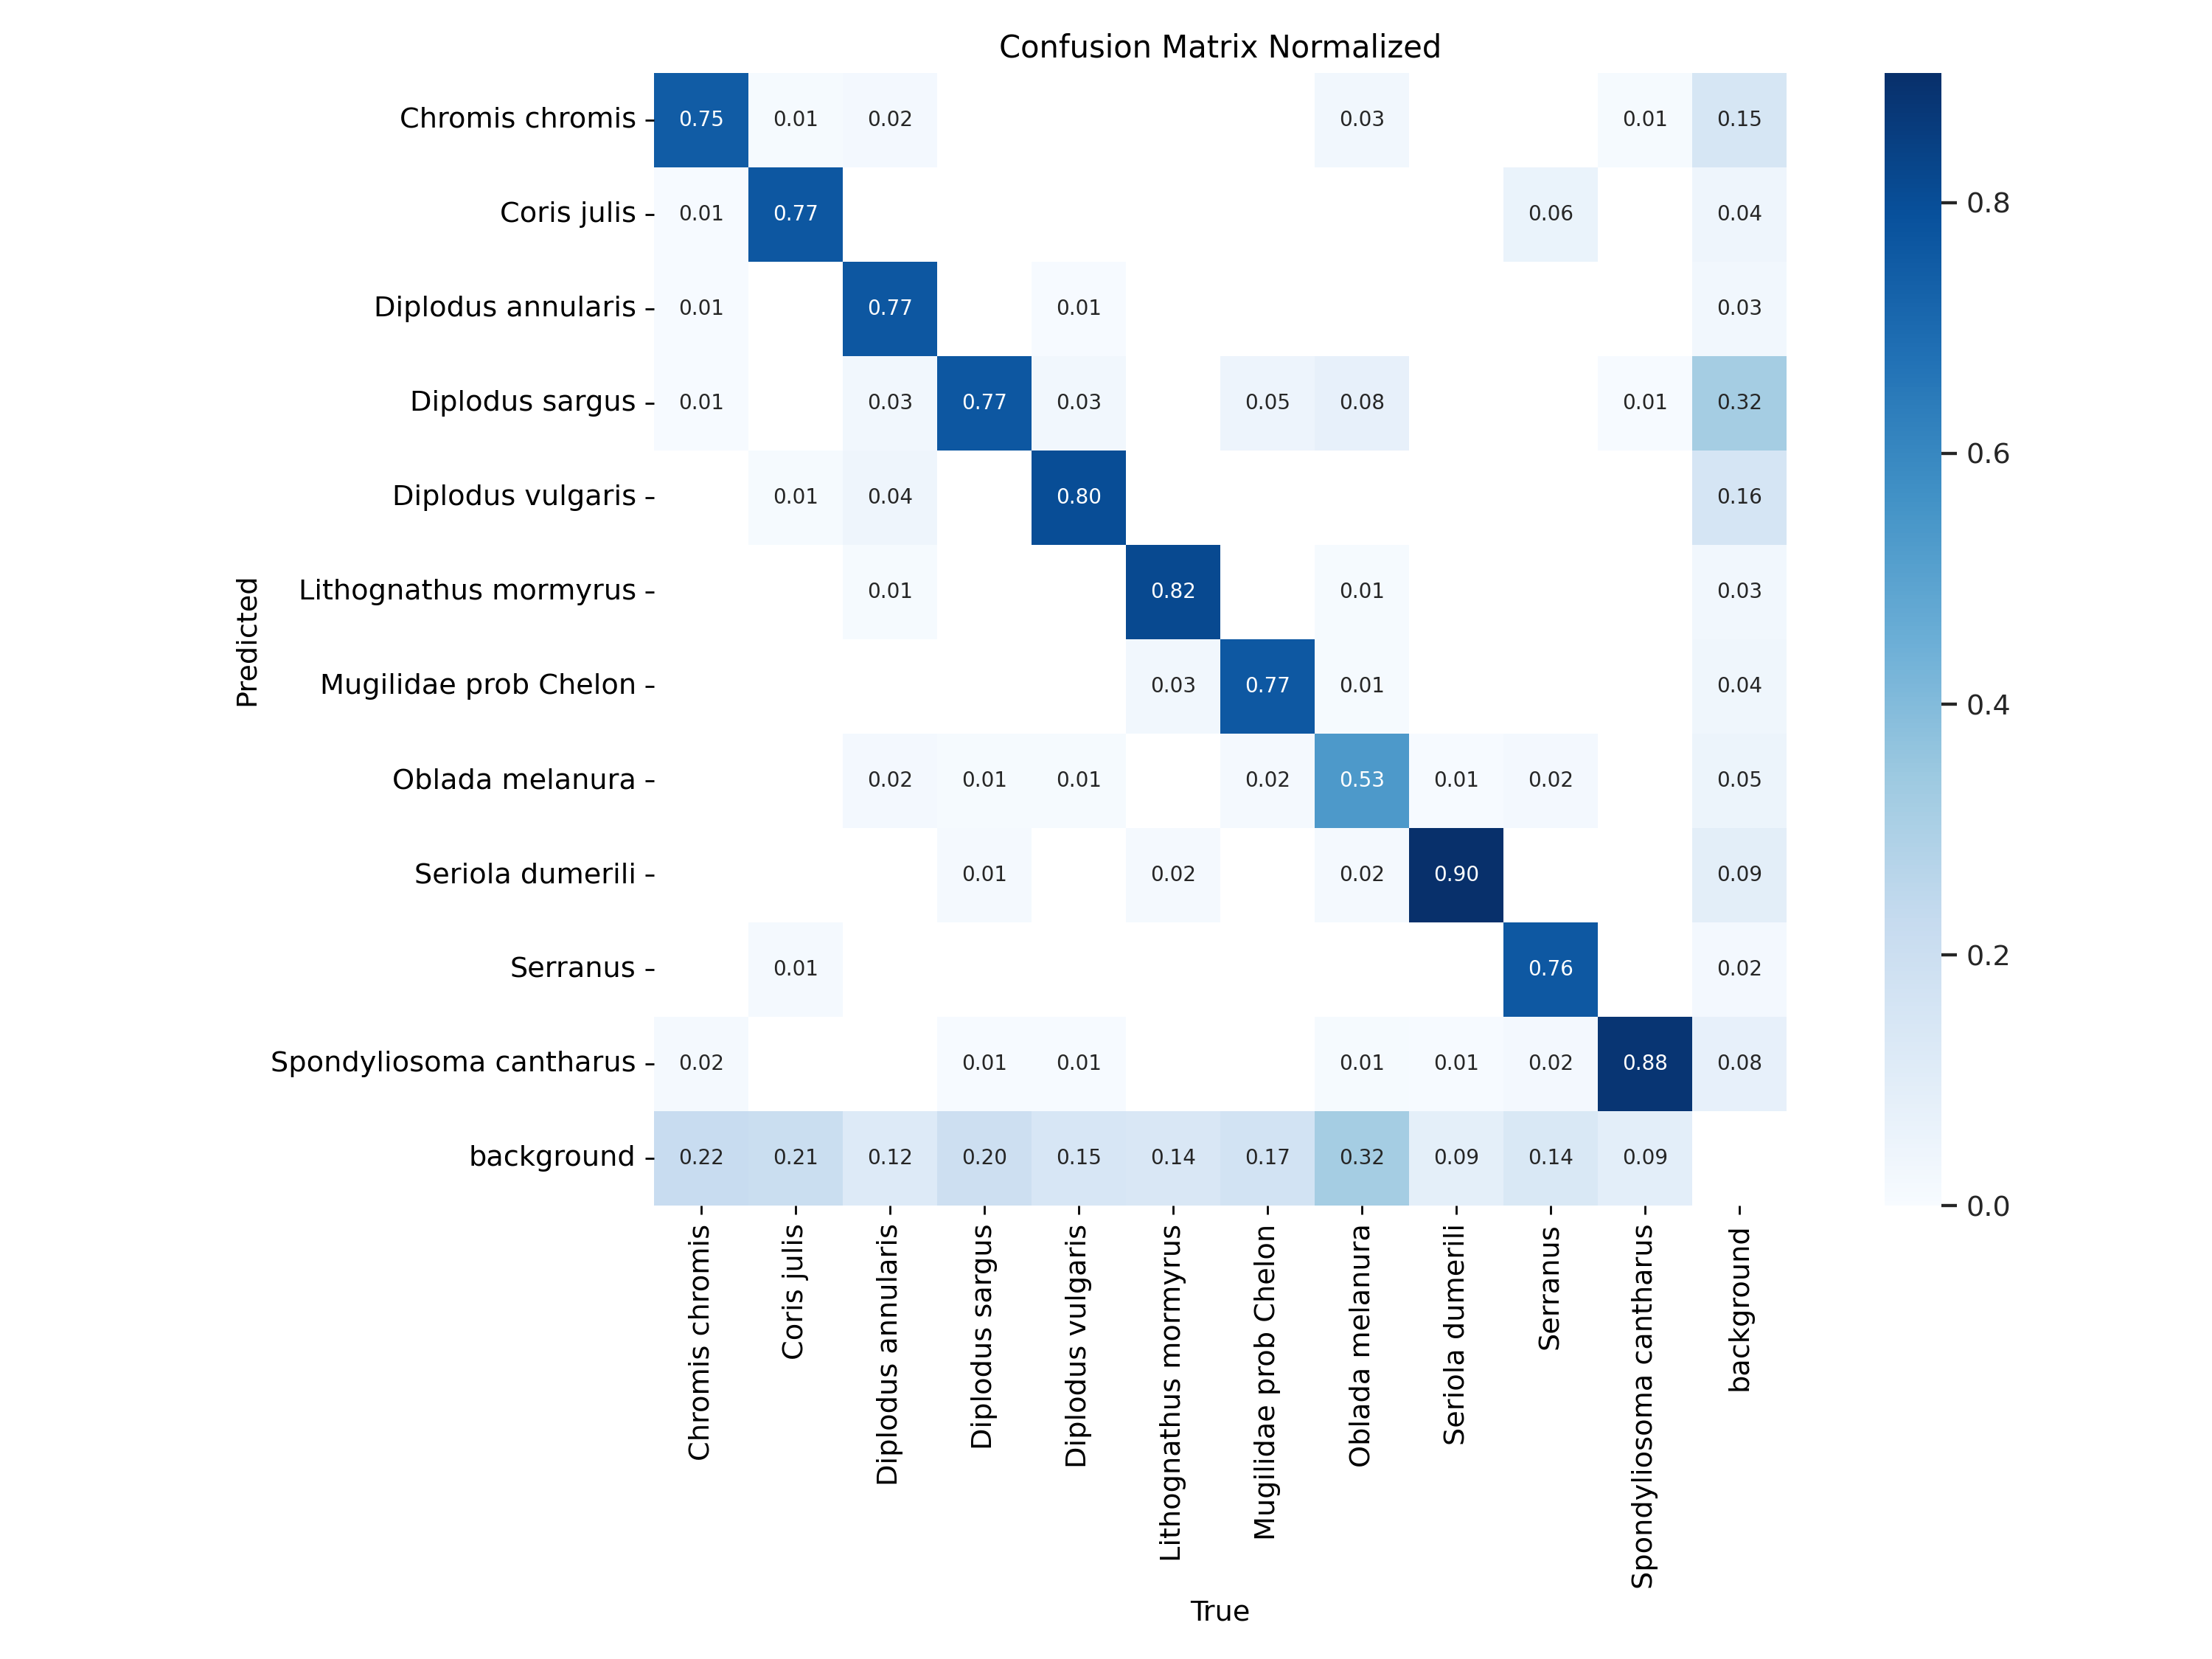 Confusion Matrix Normalized
Predicted
Chromis chromis 0.75 0.01 0.02 0.03 0.01 0.15
Coris julis 0.01 0.77 0.06 0.04
Diplodus annularis 0.01 0.77 0.01 0.03
Diplodus sargus 0.01 0.03 0.77 0.03 0.05 0.08 0.01 0.32
Diplodus vulgaris 0.01 0.04 0.80 0.16
Lithognathus mormyrus 0.01 0.82 0.01 0.03
Mugilidae prob Chelon 0.03 0.77 0.01 0.04
Oblada melanura 0.02 0.01 0.01 0.02 0.53 0.01 0.02 0.05
Seriola dumerili 0.01 0.02 0.02 0.90 0.09
Serranus 0.01 0.76 0.02
Spondyliosoma cantharus 0.02 0.01 0.01 0.01 0.01 0.02 0.88 0.08
background 0.22 0.21 0.12 0.20 0.15 0.14 0.17 0.32 0.09 0.14 0.09
Chromis chromis
Coris julis
Diplodus annularis
Diplodus sargus
Diplodus vulgaris
Lithognathus mormyrus
Mugilidae prob Chelon
Oblada melanura
Seriola dumerili
Serranus
Spondyliosoma cantharus
background
True
0.8
0.6
0.4
0.2
0.0